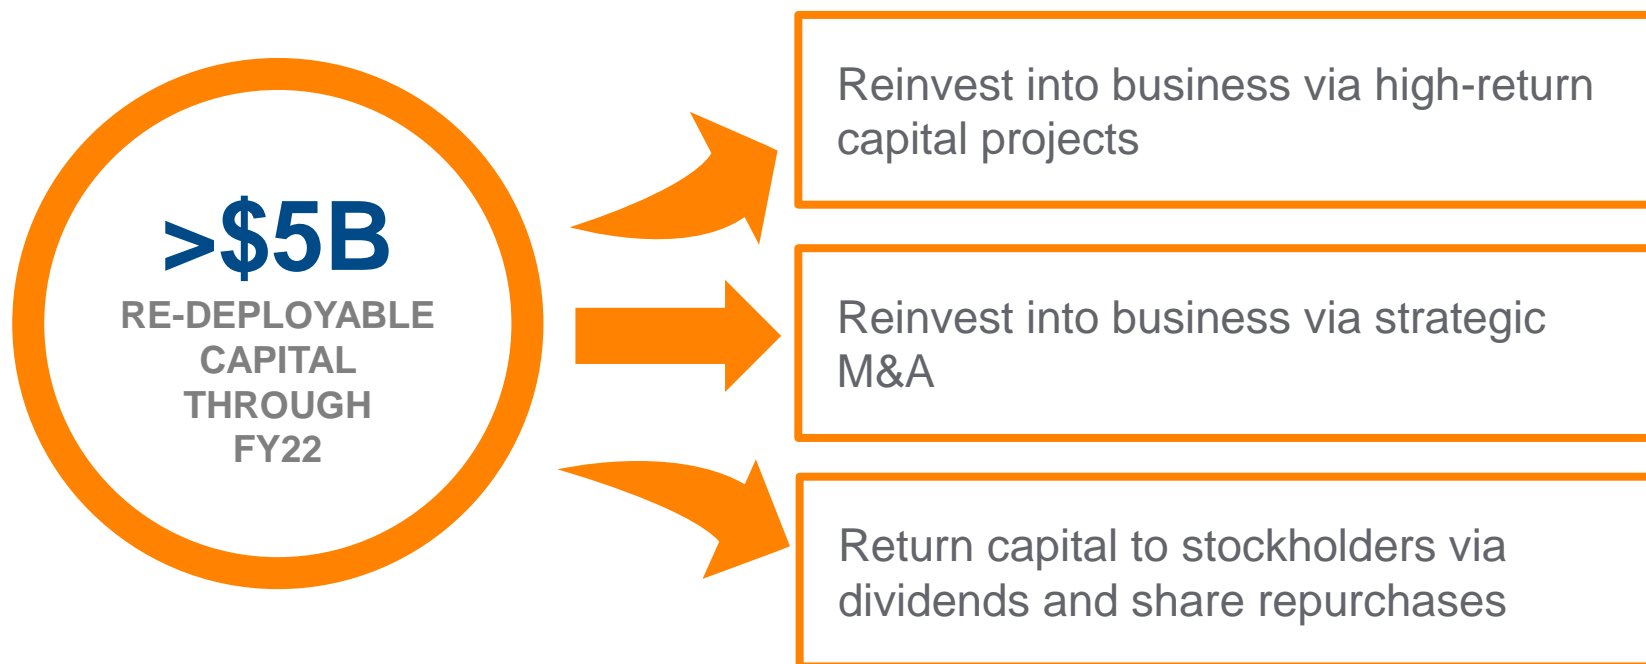 >$5B
RE-DEPLOYABLE
CAPITAL
THROUGH
FY22
Reinvest into business via high-return
capital projects
Reinvest into business via strategic
M&A
Return capital to stockholders via
dividends and share repurchases